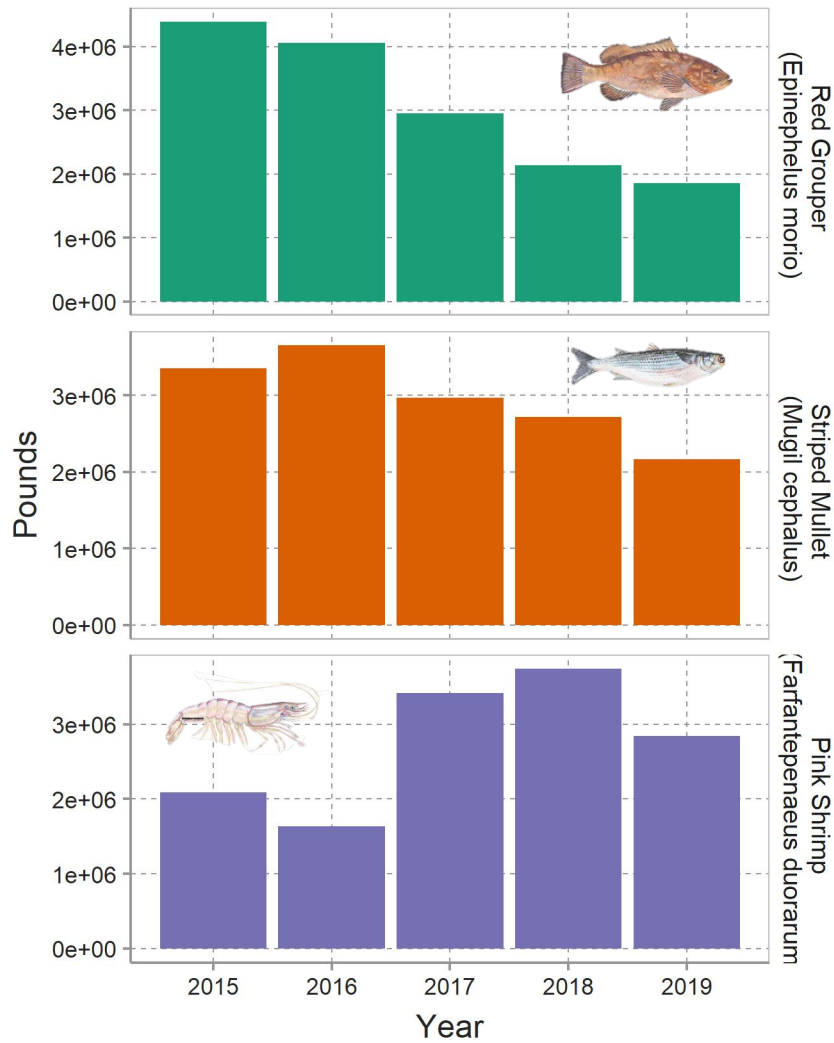 4e+06
3e+06
2e+06
1e+06
0e+00
Red Grouper
(Epinephelus morio)
3e+06
2e+06
1e+06
0e+00
Striped Mullet
(Mugil cephalus)
Pounds
3e+06
2e+06
1e+06
0e+00
Pink Shrimp
(Farfantepenaeus duorarum
2015 2016 2017 2018 2019
Year